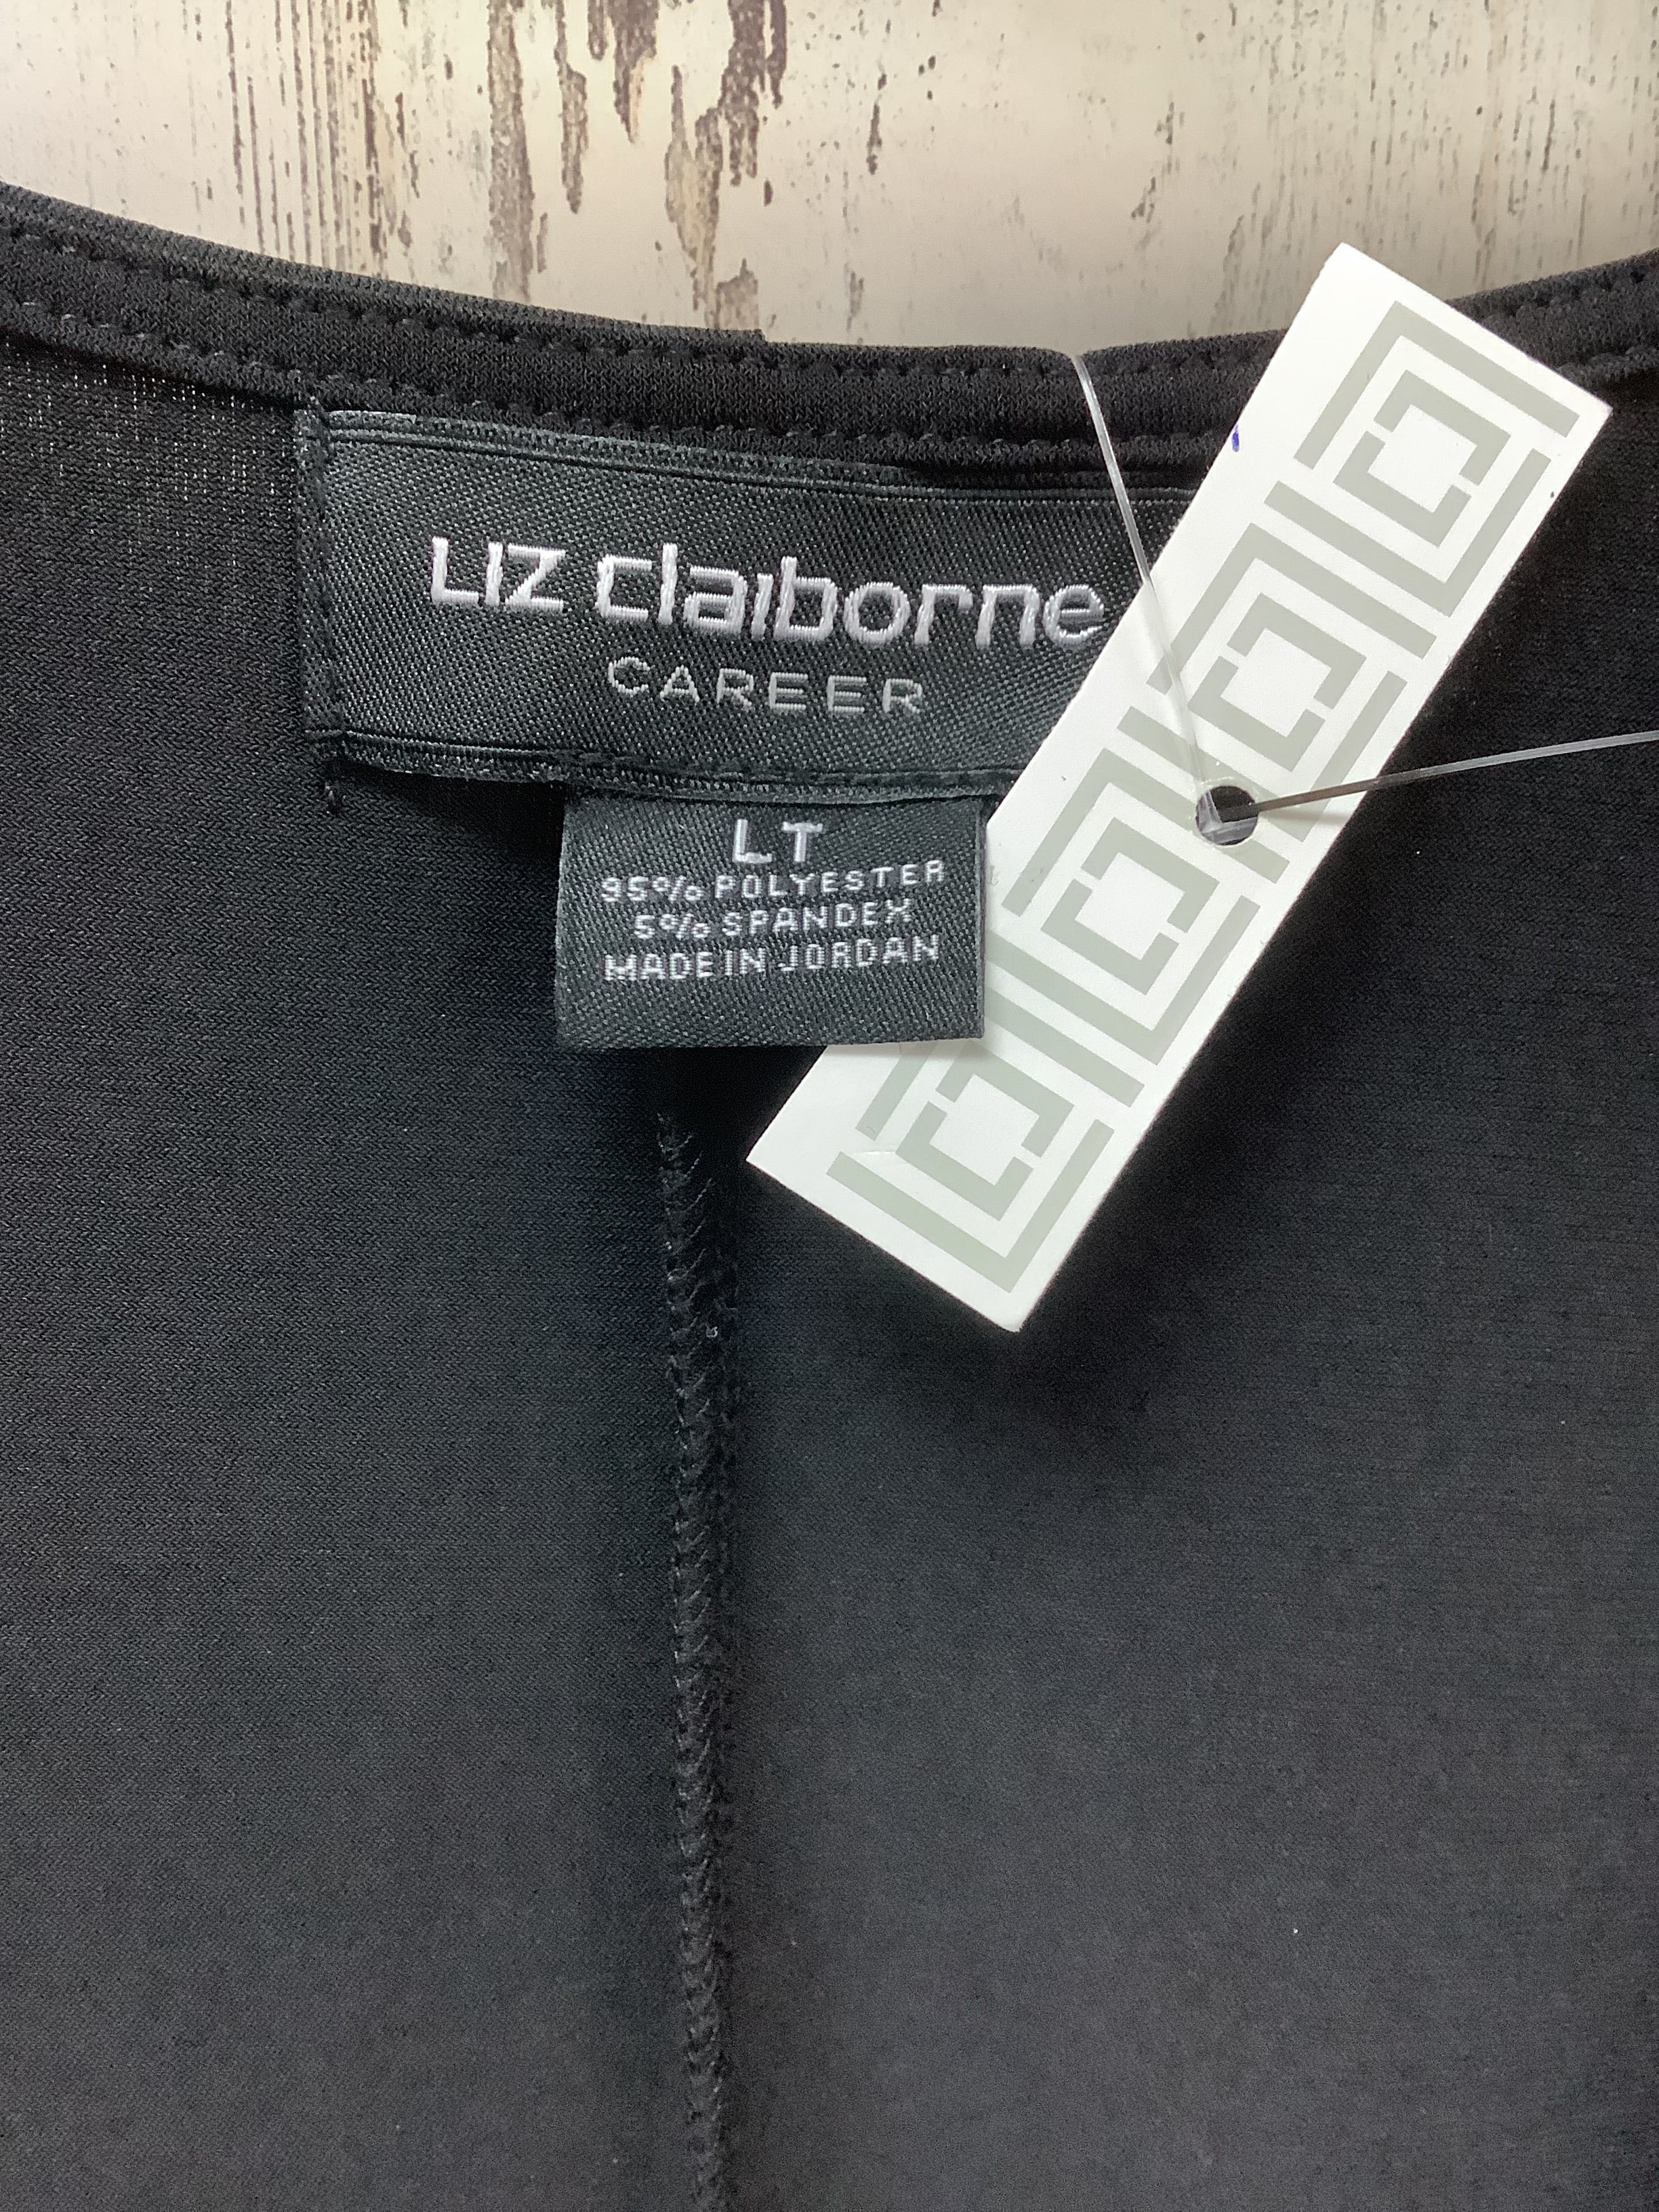 LIZ claiborne
CAREER
LT
95% POLYESTER
5% SPANDEX
MADE IN JORDAN